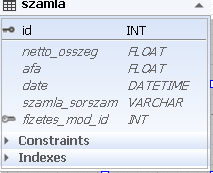 szamla
id INT
netto_osszeg FLOAT
afa FLOAT
date DATETIME
szamla_sorszam VARCHAR
fizetes_mod_id INT
Constraints
Indexes